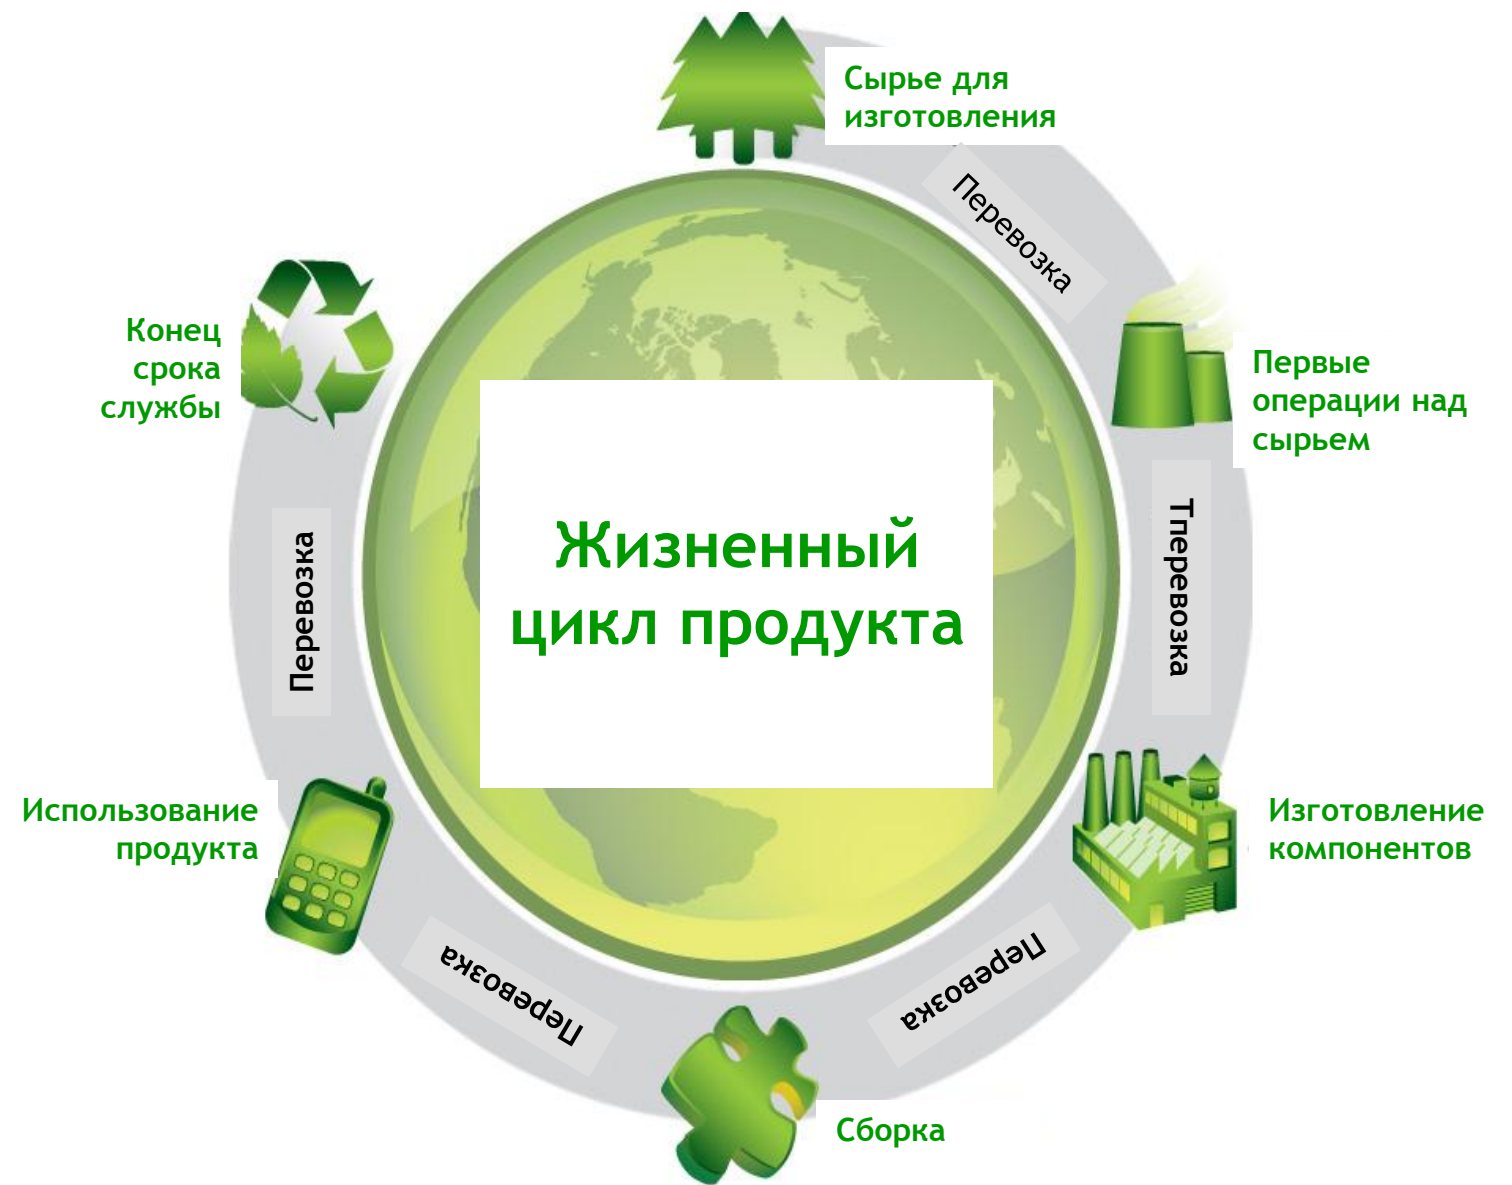 Сырье для
изготовления
Перевозка
Первые
операции над
сырьем
Тперевозка
Изготовление
компонентов
Перевозка
Сборка
Перевозка
Использование
продукта
Перевозка
Конец
срока
службы
Жизненный
цикл продукта